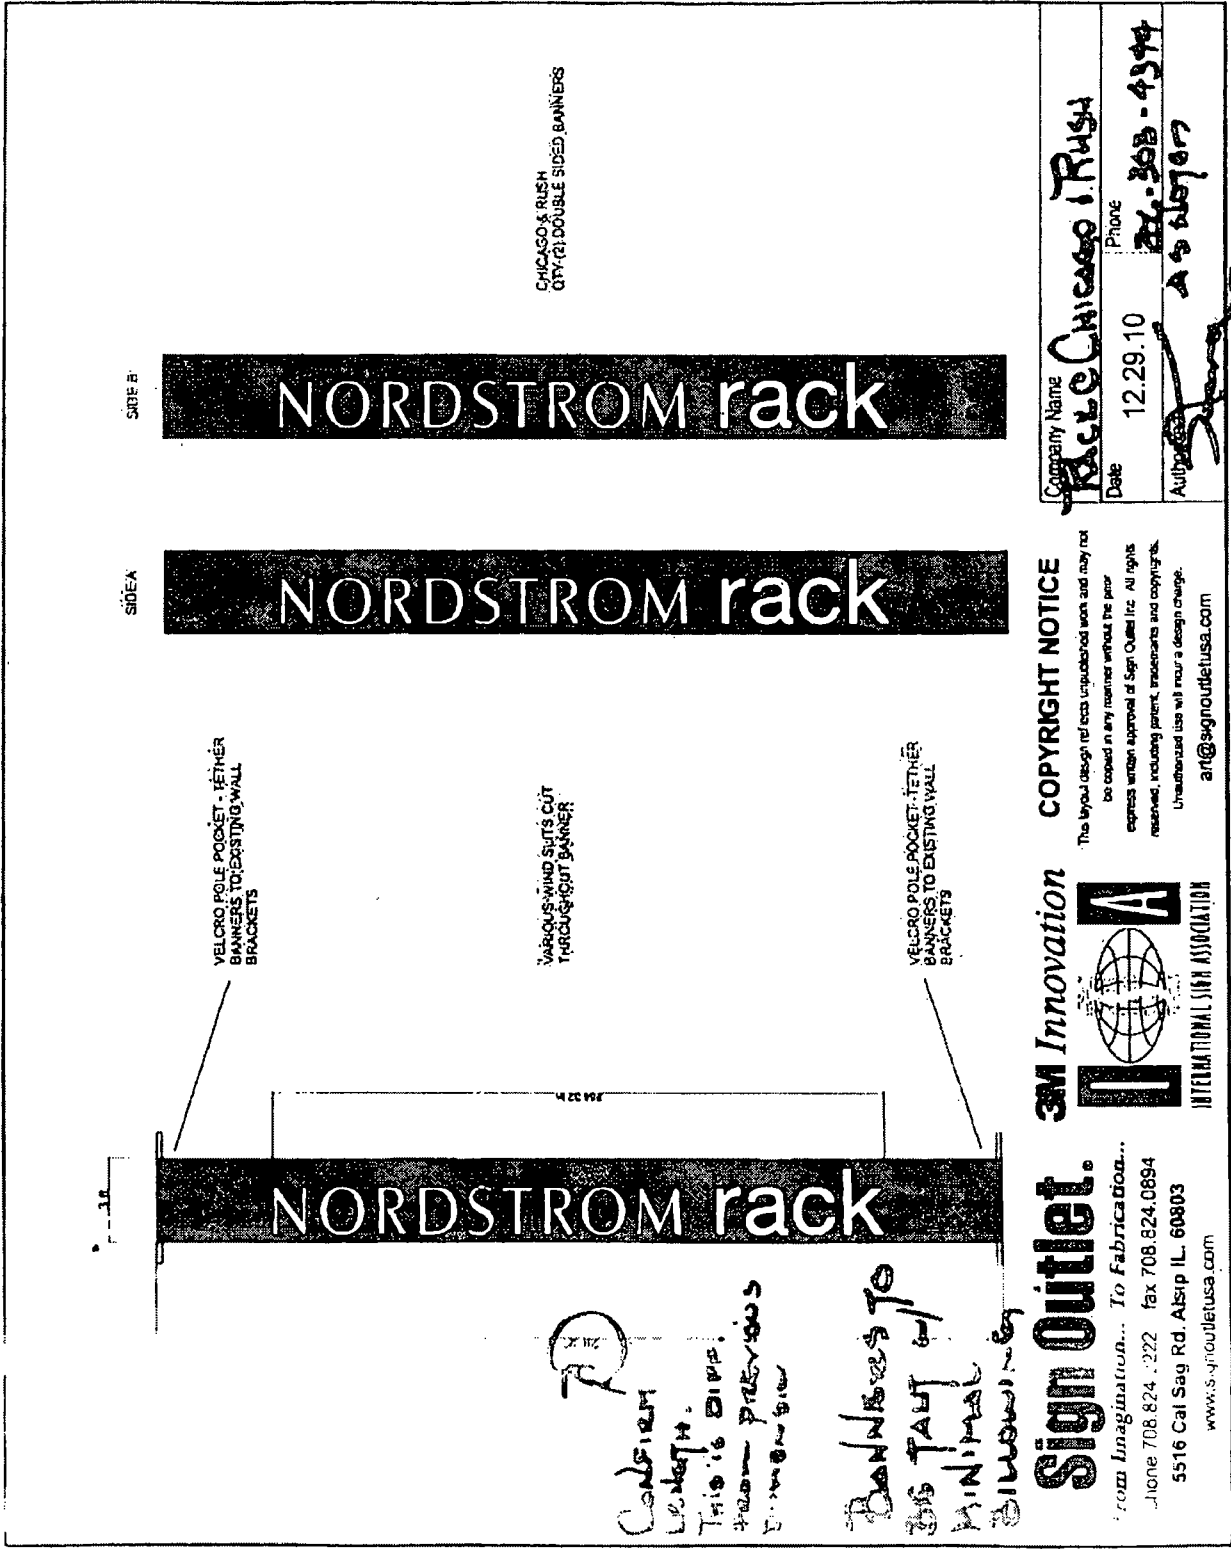 SIDE A
SIDE B
CHICAGO & RUSH
QTY (2) DOUBLE SIDED BANNERS
VELCRO POLE POCKET - TETHER
BANNERS TO EXISTING WALL
BRACKETS
VARIOUS WIND SLITS CUT
THROUGHOUT BANNER
VELCRO POLE POCKET - TETHER
BANNERS TO EXISTING WALL
BRACKETS
NORDSTROM rack
NORDSTROM rack
NORDSTROM rack
CONFIRM
LENGTH.
THIS IS DIFF.
FROM PREVIOUS
BANNERS TO
BE TAUT w/
MINIMAL
BILLOWING
Sign Outlet
From Imagination... To Fabrication...
fax 708.824.0894
5516 Cal Sag Rd. Alsip IL. 60803
www.signoutletusa.com
3M Innovation
INTERNATIONAL SIGN ASSOCIATION
COPYRIGHT NOTICE
This layout design reflects unpublished work and may not
be copied in any manner without the prior
express written approval of Sign Outlet Inc. All rights
reserved, including patent, trademarks and copyrights.
Unauthorized use will incur a design charge.
art@signoutletusa.com
Company Name
RACK @ CHICAGO & RUSH
Date
12.29.10
Phone